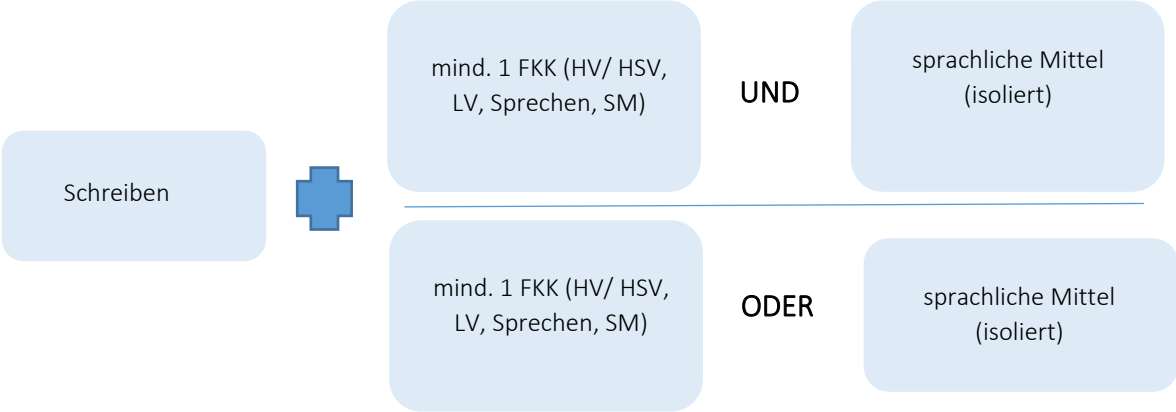 Schreiben
mind. 1 FKK (HV/ HSV,
LV, Sprechen, SM)
UND
sprachliche Mittel
(isoliert)
mind. 1 FKK (HV/ HSV,
LV, Sprechen, SM)
ODER
sprachliche Mittel
(isoliert)